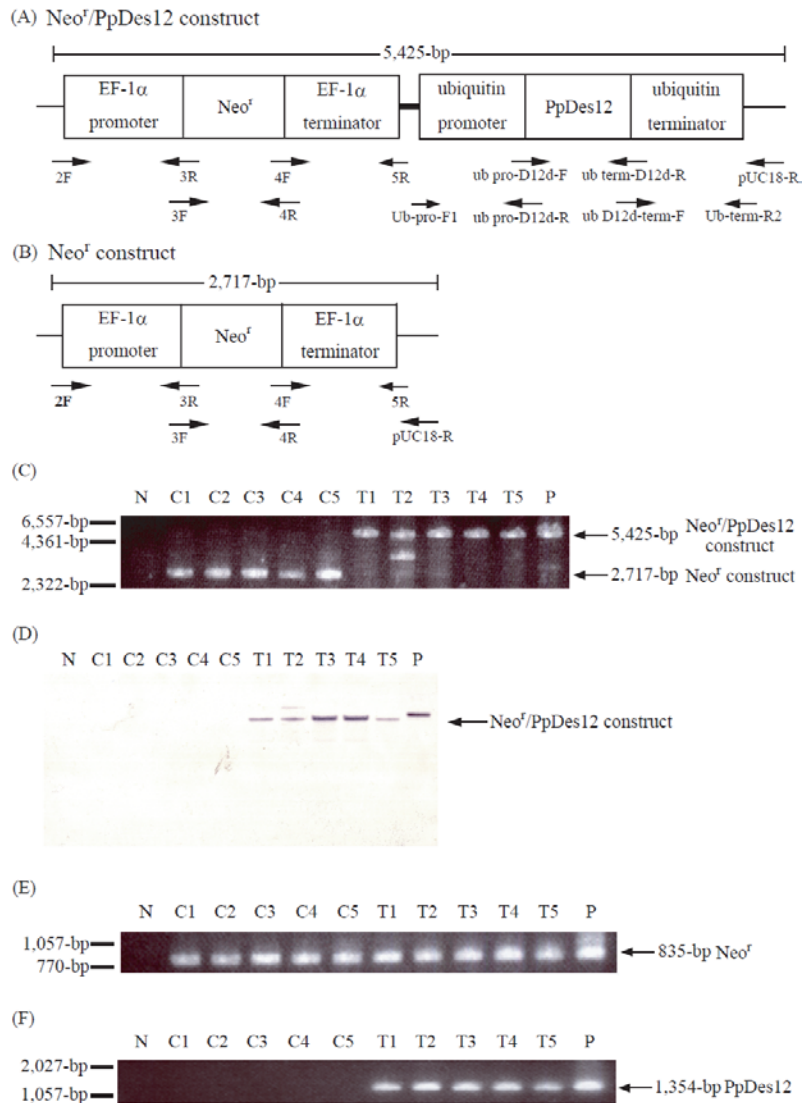 (A) Neoʳ/PpDes12 construct
5,425-bp
EF-1α promoter
Neoʳ
EF-1α terminator
ubiquitin promoter
PpDes12
ubiquitin terminator
2F 3R 4F 5R ub pro-D12d-F ub term-D12d-R pUC18-R.
3F 4R Ub-pro-F1 ub pro-D12d-R ub D12d-term-F Ub-term-R2
(B) Neoʳ construct
2,717-bp
EF-1α promoter
Neoʳ
EF-1α terminator
2F 3R 4F 5R
3F 4R pUC18-R
(C)
N C1 C2 C3 C4 C5 T1 T2 T3 T4 T5 P
6,557-bp
4,361-bp
2,322-bp
5,425-bp Neoʳ/PpDes12 construct
2,717-bp Neoʳ construct
(D)
N C1 C2 C3 C4 C5 T1 T2 T3 T4 T5 P
Neoʳ/PpDes12 construct
(E)
N C1 C2 C3 C4 C5 T1 T2 T3 T4 T5 P
1,057-bp
770-bp
835-bp Neoʳ
(F)
N C1 C2 C3 C4 C5 T1 T2 T3 T4 T5 P
2,027-bp
1,057-bp
1,354-bp PpDes12